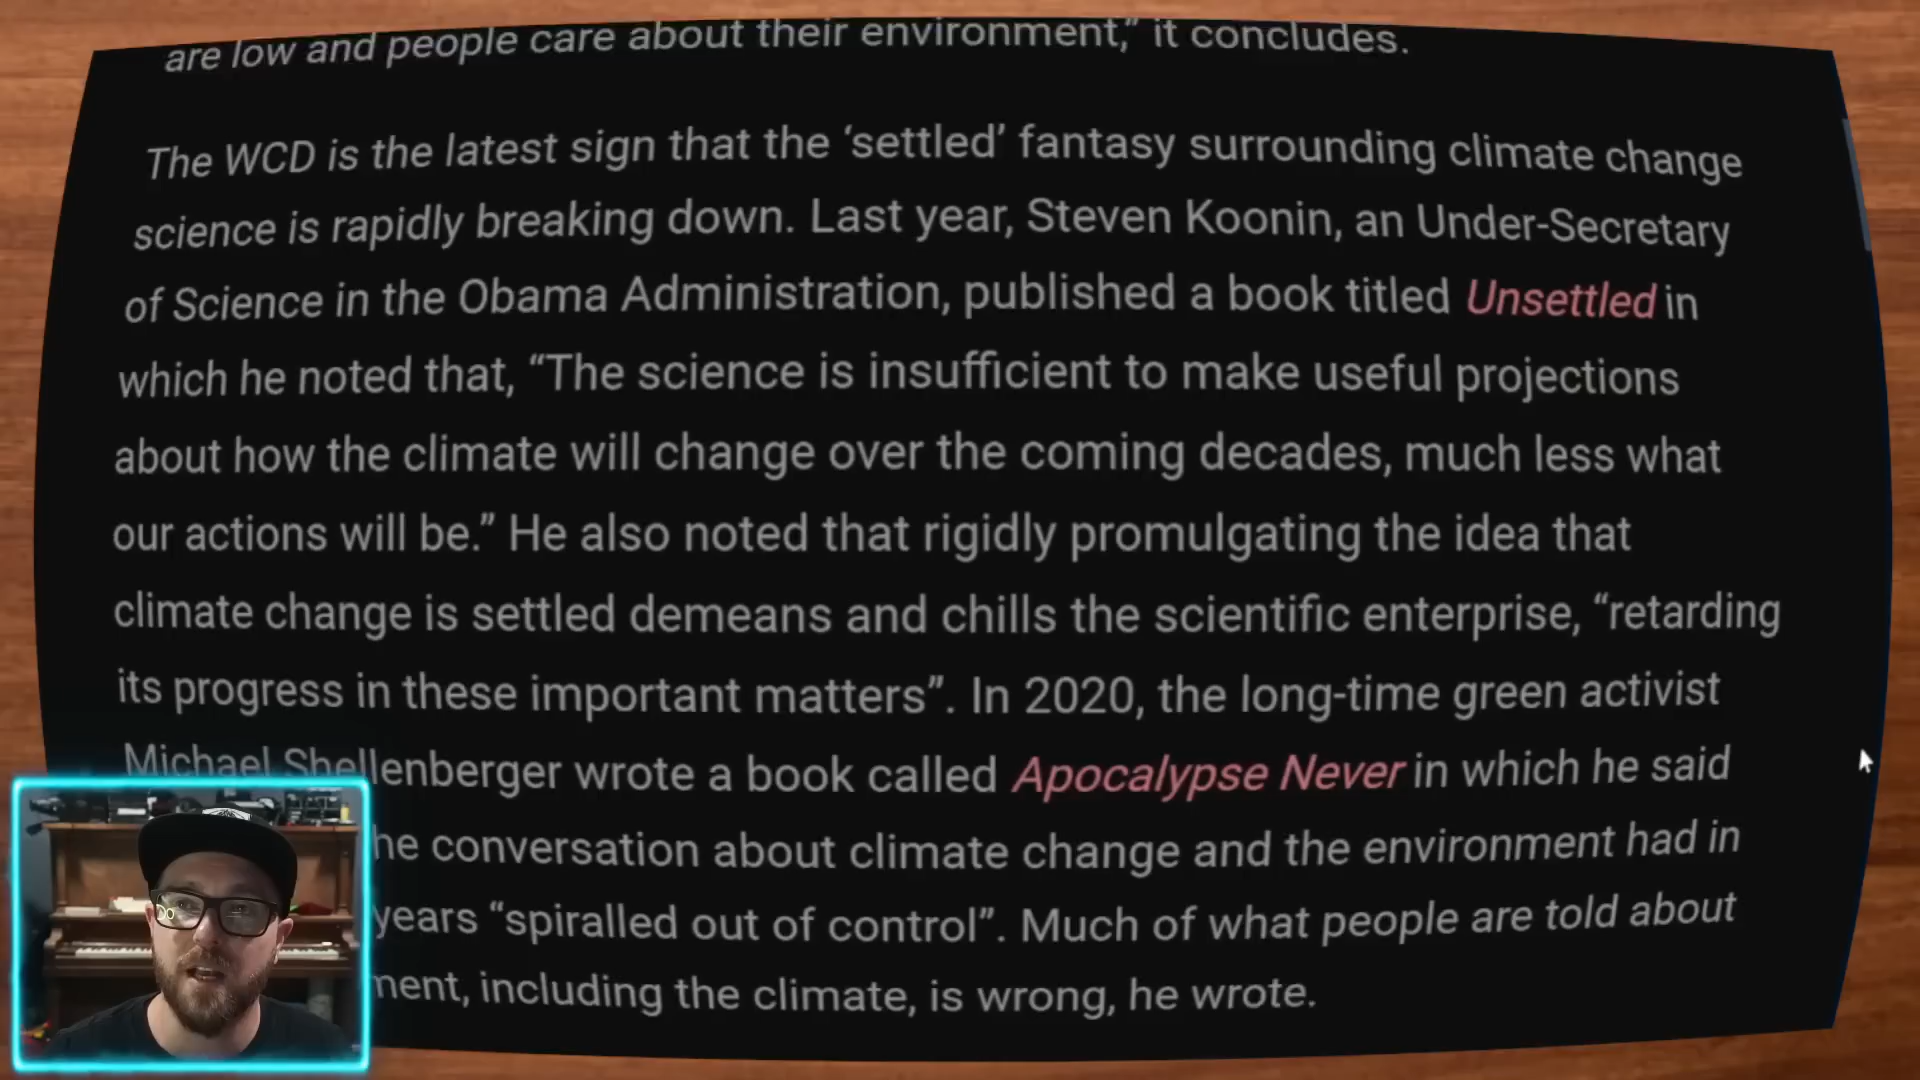 are low and people care about their environment,” it concludes.
The WCD is the latest sign that the ‘settled’ fantasy surrounding climate change
science is rapidly breaking down. Last year, Steven Koonin, an Under-Secretary
of Science in the Obama Administration, published a book titled Unsettled in
which he noted that, “The science is insufficient to make useful projections
about how the climate will change over the coming decades, much less what
our actions will be.” He also noted that rigidly promulgating the idea that
climate change is settled demeans and chills the scientific enterprise, “retarding
its progress in these important matters”. In 2020, the long-time green activist
Michael Shellenberger wrote a book called Apocalypse Never in which he said
he conversation about climate change and the environment had in
years “spiralled out of control”. Much of what people are told about
ment, including the climate, is wrong, he wrote.